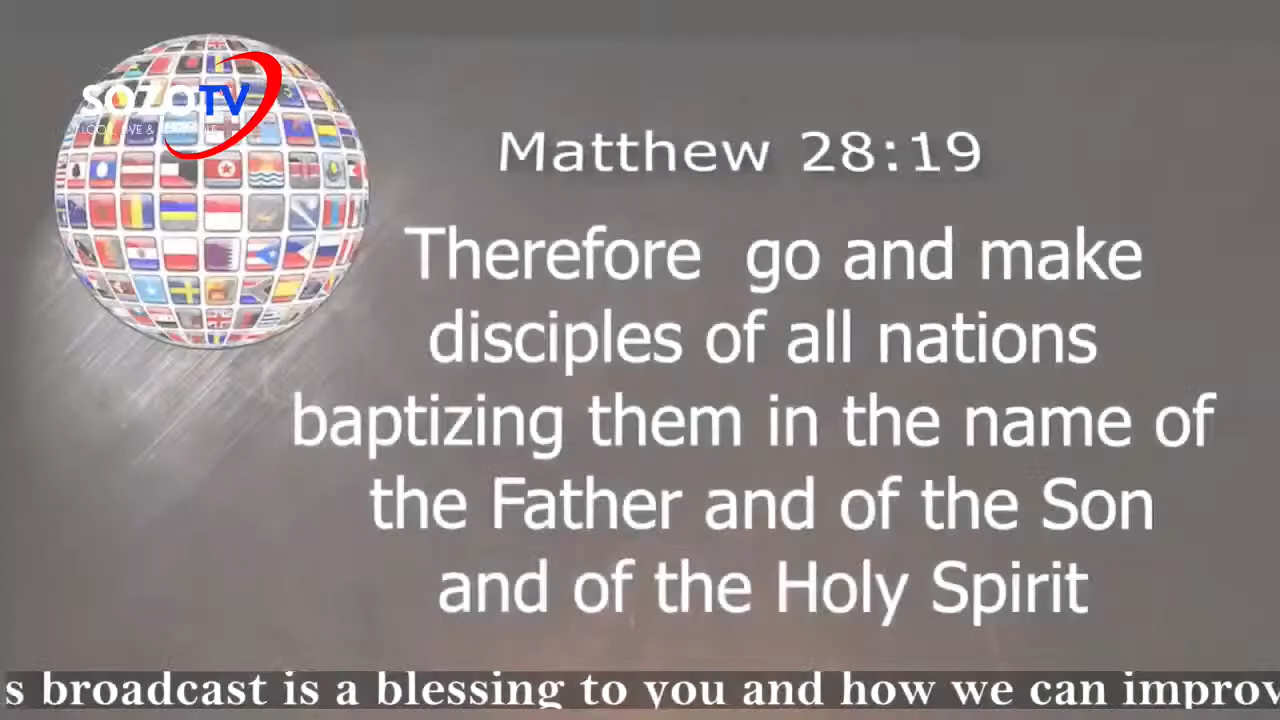 SOZOTV
Matthew 28:19
Therefore go and make
disciples of all nations
baptizing them in the name of
the Father and of the Son
and of the Holy Spirit
s broadcast is a blessing to you and how we can improv